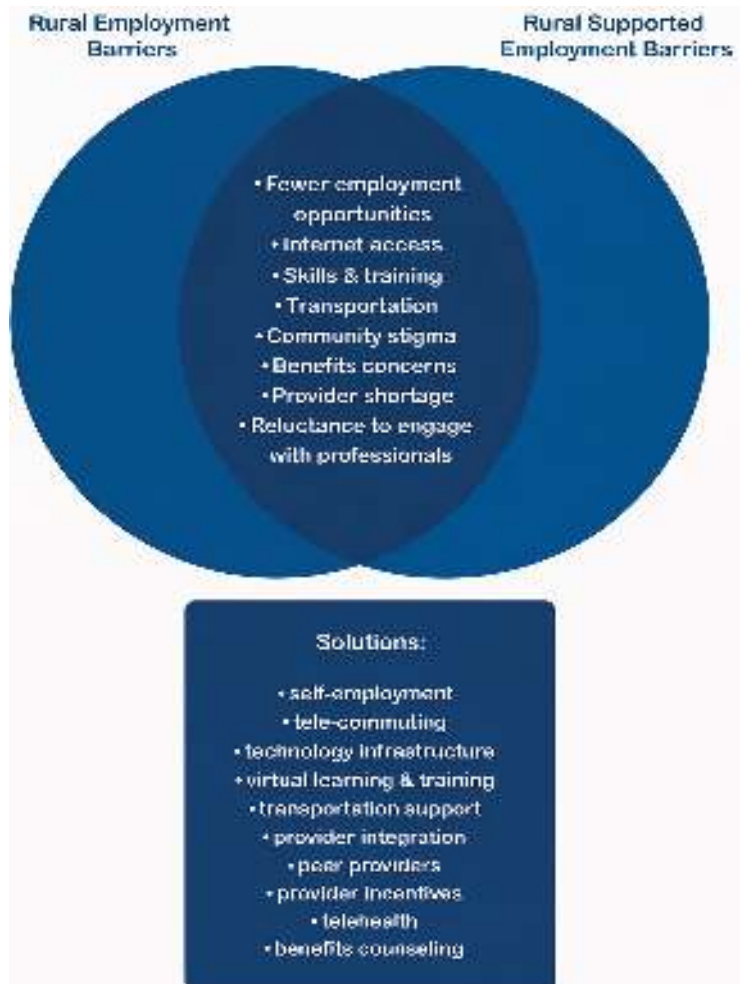 Rural Employment
Barriers
Rural Supported
Employment Barriers
• Fewer employment
opportunities
• Internet access
• Skills & training
• Transportation
• Community stigma
• Benefits concerns
• Provider shortage
• Reluctance to engage
with professionals
Solutions:
• self-employment
• tele-commuting
• technology infrastructure
• virtual learning & training
• transportation support
• provider integration
• peer providers
• provider incentives
• telehealth
• benefits counseling